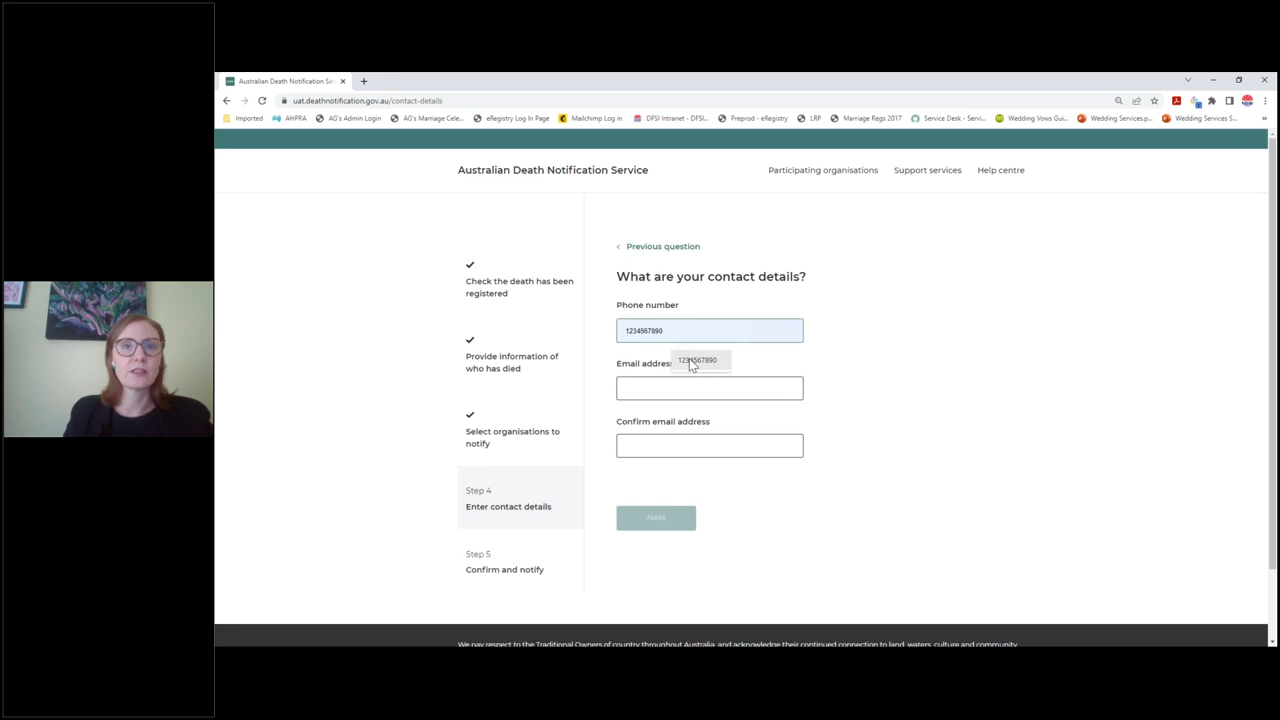 Australian Death Notification Se
uat.deathnotification.gov.au/contact-details
Imported
AHPRA
AG's Admin Login
AG's Marriage Cele...
eRegistry Log In Page
Mailchimp Log in
DFSI Intranet - DFSI...
Preprod - eRegistry
LRP
Marriage Regs 2017
Service Desk - Servi...
Wedding Vows Gui...
Wedding Services.p...
Wedding Services S...
Australian Death Notification Service
Participating organisations
Support services
Help centre
Check the death has been
registered
Provide information of
who has died
Select organisations to
notify
Step 4
Enter contact details
Step 5
Confirm and notify
Previous question
What are your contact details?
Phone number
1234567890
1234567890
Email address
Confirm email address
Next
We pay respect to the Traditional Owners of country throughout Australia, and acknowledge their continued connection to land, waters, culture and community.